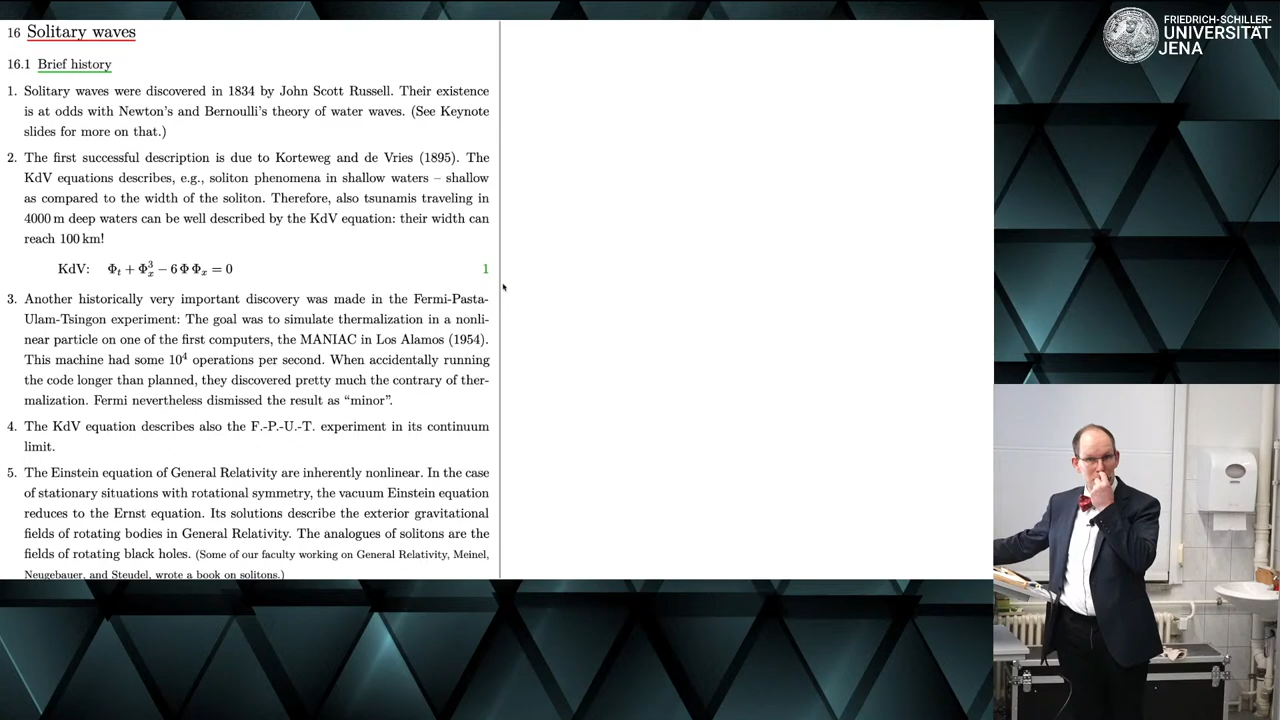 FRIEDRICH-SCHILLER-
UNIVERSITÄT
JENA
16 Solitary waves
16.1 Brief history
1. Solitary waves were discovered in 1834 by John Scott Russell. Their existence
is at odds with Newton's and Bernoulli's theory of water waves. (See Keynote
slides for more on that.)
2. The first successful description is due to Korteweg and de Vries (1895). The
KdV equations describes, e.g., soliton phenomena in shallow waters – shallow
as compared to the width of the soliton. Therefore, also tsunamis traveling in
4000 m deep waters can be well described by the KdV equation: their width can
reach 100 km!
KdV: Φₜ + Φ³ₓ − 6 Φ Φₓ = 0 1
3. Another historically very important discovery was made in the Fermi-Pasta-
Ulam-Tsingon experiment: The goal was to simulate thermalization in a nonli-
near particle on one of the first computers, the MANIAC in Los Alamos (1954).
This machine had some 10⁴ operations per second. When accidentally running
the code longer than planned, they discovered pretty much the contrary of ther-
malization. Fermi nevertheless dismissed the result as "minor".
4. The KdV equation describes also the F.-P.-U.-T. experiment in its continuum
limit.
5. The Einstein equation of General Relativity are inherently nonlinear. In the case
of stationary situations with rotational symmetry, the vacuum Einstein equation
reduces to the Ernst equation. Its solutions describe the exterior gravitational
fields of rotating bodies in General Relativity. The analogues of solitons are the
fields of rotating black holes. (Some of our faculty working on General Relativity, Meinel,
Neugebauer, and Steudel, wrote a book on solitons.)